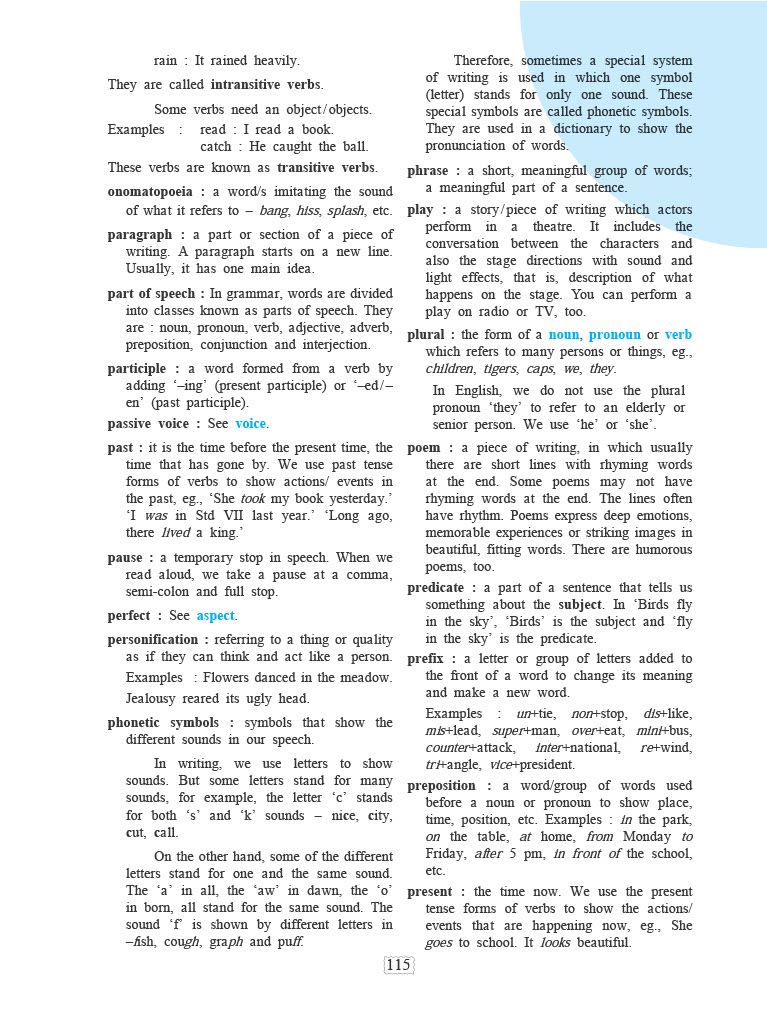 rain : It rained heavily.
They are called intransitive verbs.
Some verbs need an object/objects.
Examples : read : I read a book.
catch : He caught the ball.
These verbs are known as transitive verbs.
onomatopoeia : a word/s imitating the sound
of what it refers to – bang, hiss, splash, etc.
paragraph : a part or section of a piece of
writing. A paragraph starts on a new line.
Usually, it has one main idea.
part of speech : In grammar, words are divided
into classes known as parts of speech. They
are : noun, pronoun, verb, adjective, adverb,
preposition, conjunction and interjection.
participle : a word formed from a verb by
adding ‘–ing’ (present participle) or ‘–ed/–
en’ (past participle).
passive voice : See voice.
past : it is the time before the present time, the
time that has gone by. We use past tense
forms of verbs to show actions/ events in
the past, eg., ‘She took my book yesterday.’
‘I was in Std VII last year.’ ‘Long ago,
there lived a king.’
pause : a temporary stop in speech. When we
read aloud, we take a pause at a comma,
semi-colon and full stop.
perfect : See aspect.
personification : referring to a thing or quality
as if they can think and act like a person.
Examples : Flowers danced in the meadow.
Jealousy reared its ugly head.
phonetic symbols : symbols that show the
different sounds in our speech.
In writing, we use letters to show
sounds. But some letters stand for many
sounds, for example, the letter ‘c’ stands
for both ‘s’ and ‘k’ sounds – nice, city,
cut, call.
On the other hand, some of the different
letters stand for one and the same sound.
The ‘a’ in all, the ‘aw’ in dawn, the ‘o’
in born, all stand for the same sound. The
sound ‘f’ is shown by different letters in
–fish, cough, graph and puff.
Therefore, sometimes a special system
of writing is used in which one symbol
(letter) stands for only one sound. These
special symbols are called phonetic symbols.
They are used in a dictionary to show the
pronunciation of words.
phrase : a short, meaningful group of words;
a meaningful part of a sentence.
play : a story/piece of writing which actors
perform in a theatre. It includes the
conversation between the characters and
also the stage directions with sound and
light effects, that is, description of what
happens on the stage. You can perform a
play on radio or TV, too.
plural : the form of a noun, pronoun or verb
which refers to many persons or things, eg.,
children, tigers, caps, we, they.
In English, we do not use the plural
pronoun ‘they’ to refer to an elderly or
senior person. We use ‘he’ or ‘she’.
poem : a piece of writing, in which usually
there are short lines with rhyming words
at the end. Some poems may not have
rhyming words at the end. The lines often
have rhythm. Poems express deep emotions,
memorable experiences or striking images in
beautiful, fitting words. There are humorous
poems, too.
predicate : a part of a sentence that tells us
something about the subject. In ‘Birds fly
in the sky’, ‘Birds’ is the subject and ‘fly
in the sky’ is the predicate.
prefix : a letter or group of letters added to
the front of a word to change its meaning
and make a new word.
Examples : un+tie, non+stop, dis+like,
mis+lead, super+man, over+eat, mini+bus,
counter+attack, inter+national, re+wind,
tri+angle, vice+president.
preposition : a word/group of words used
before a noun or pronoun to show place,
time, position, etc. Examples : in the park,
on the table, at home, from Monday to
Friday, after 5 pm, in front of the school,
etc.
present : the time now. We use the present
tense forms of verbs to show the actions/
events that are happening now, eg., She
goes to school. It looks beautiful.
115